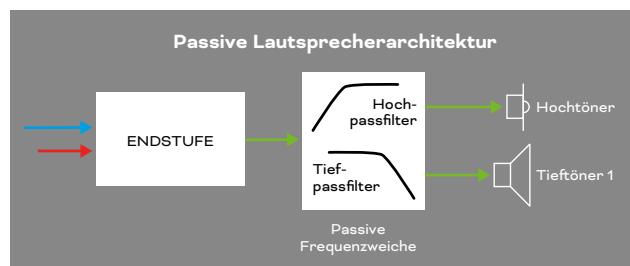 Passive Lautsprecherarchitektur
ENDSTUFE
Hoch-
passfilter
Tief-
passfilter
Hochtöner
Tieftöner 1
Passive
Frequenzweiche